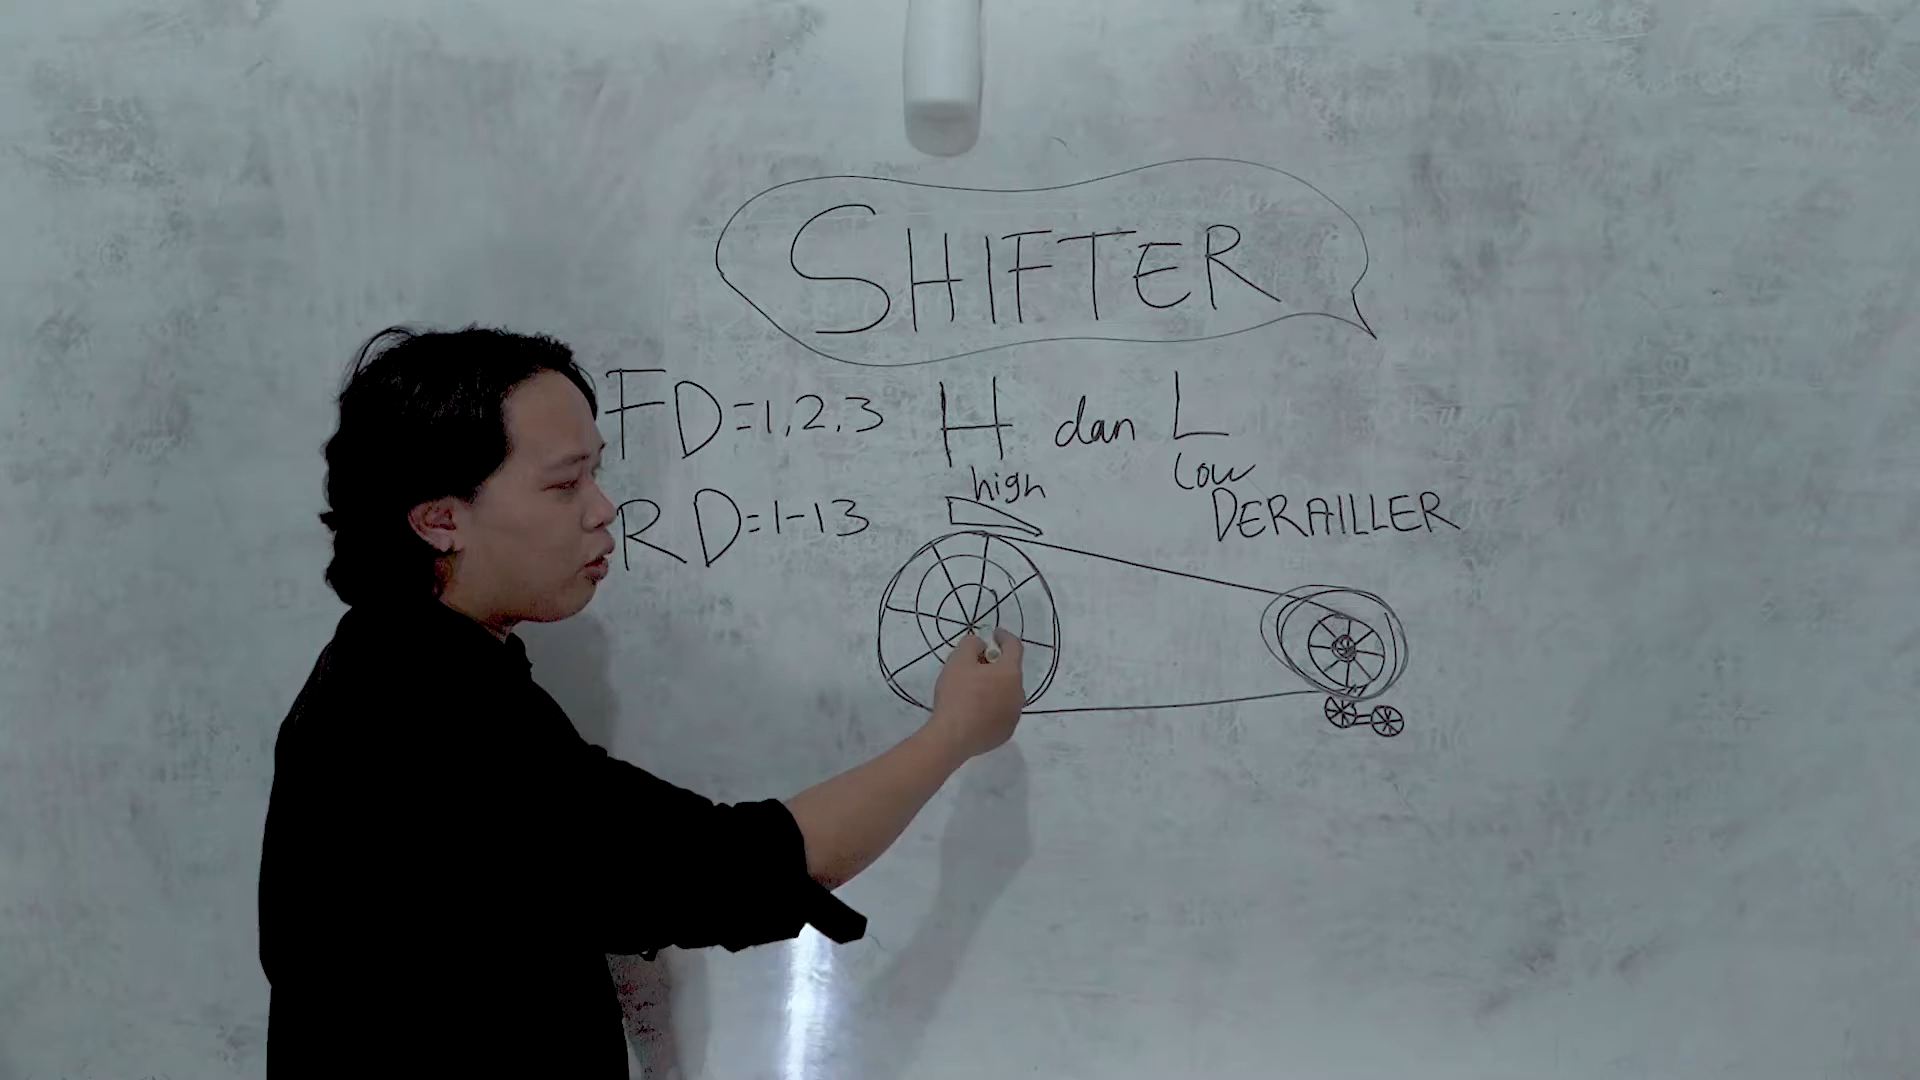 SHIFTER
FD=1,2,3 H dan L
high
low
RD=1-13
DERAILLER